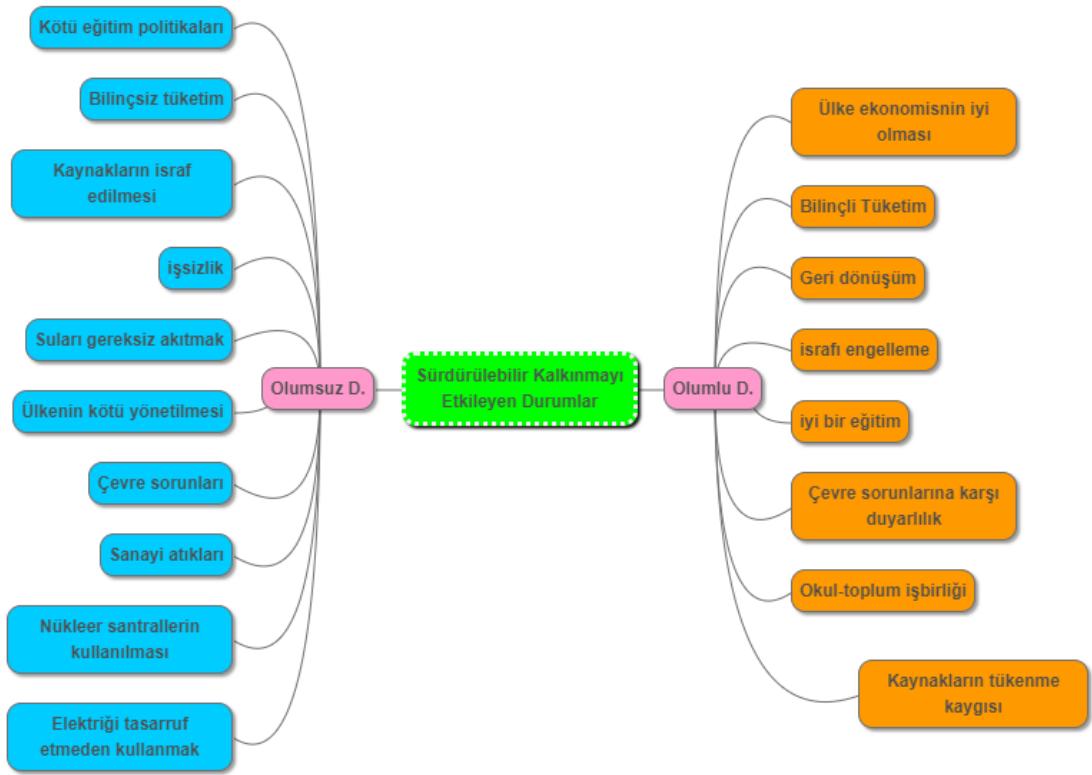 Kötü eğitim politikaları
Bilinçsiz tüketim
Kaynakların israf
edilmesi
işsizlik
Suları gereksiz akıtmak
Ülkenin kötü yönetilmesi
Çevre sorunları
Sanayi atıkları
Nükleer santrallerin
kullanılması
Elektriği tasarruf
etmeden kullanmak
Olumsuz D.
Sürdürülebilir Kalkınmayı
Etkileyen Durumlar
Olumlu D.
Ülke ekonomisnin iyi
olması
Bilinçli Tüketim
Geri dönüşüm
israfı engelleme
iyi bir eğitim
Çevre sorunlarına karşı
duyarlılık
Okul-toplum işbirliği
Kaynakların tükenme
kaygısı